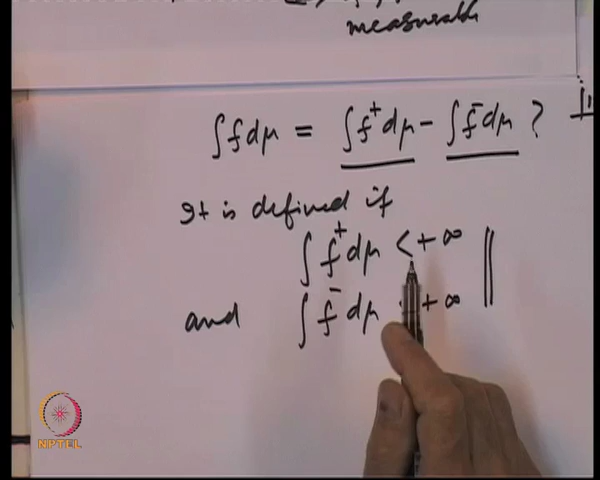 measurable
∫f dμ = ∫f⁺dμ - ∫f⁻dμ ?
It is defined if
∫f⁺dμ < +∞
and ∫f⁻dμ +∞
NPTEL